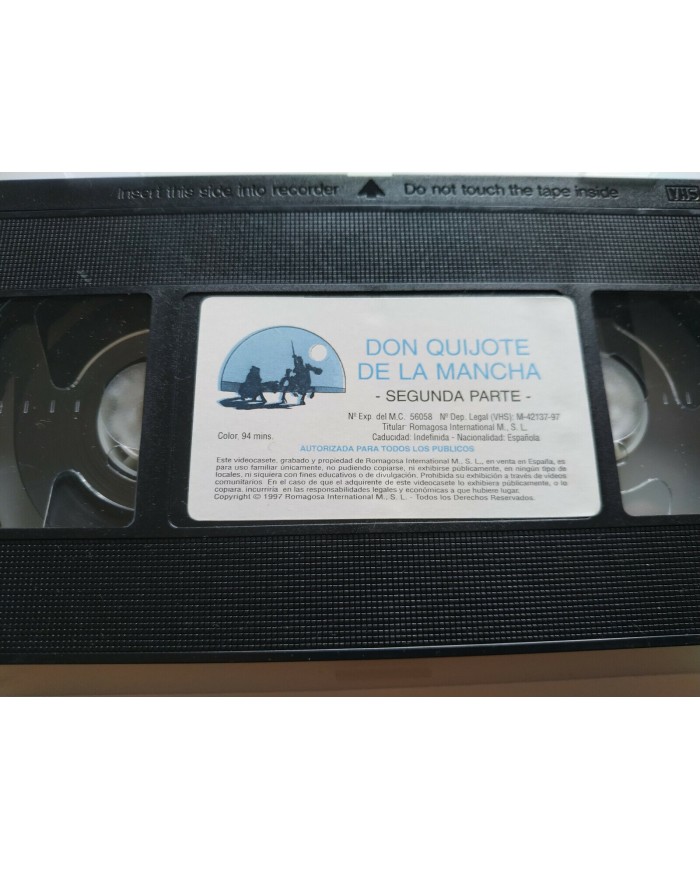 Insert this side into recorder Do not touch the tape inside VHS
DON QUIJOTE
DE LA MANCHA
- SEGUNDA PARTE -
Nº Exp. del M.C. 56058 Nº Dep. Legal (VHS): M-42137-97
Titular: Romagosa International M., S. L.
Color, 94 mins. Caducidad: Indefinida - Nacionalidad: Española
AUTORIZADA PARA TODOS LOS PUBLICOS
Este videocasete, grabado y propiedad de Romagosa International M., S. L., en venta en España, es
para uso familiar únicamente, no pudiendo copiarse, ni exhibirse públicamente, en ningún tipo de
locales, ni siquiera con fines educativos o de divulgación. Prohibida su exhibición a través de videos
comunitarios. En el caso de que el adquirente de este videocasete lo exhibiera públicamente, o la
copiara, incurriría en las responsabilidades legales y económicas a que hubiere lugar.
Copyright © 1997 Romagosa International M., S. L. - Todos los Derechos Reservados.